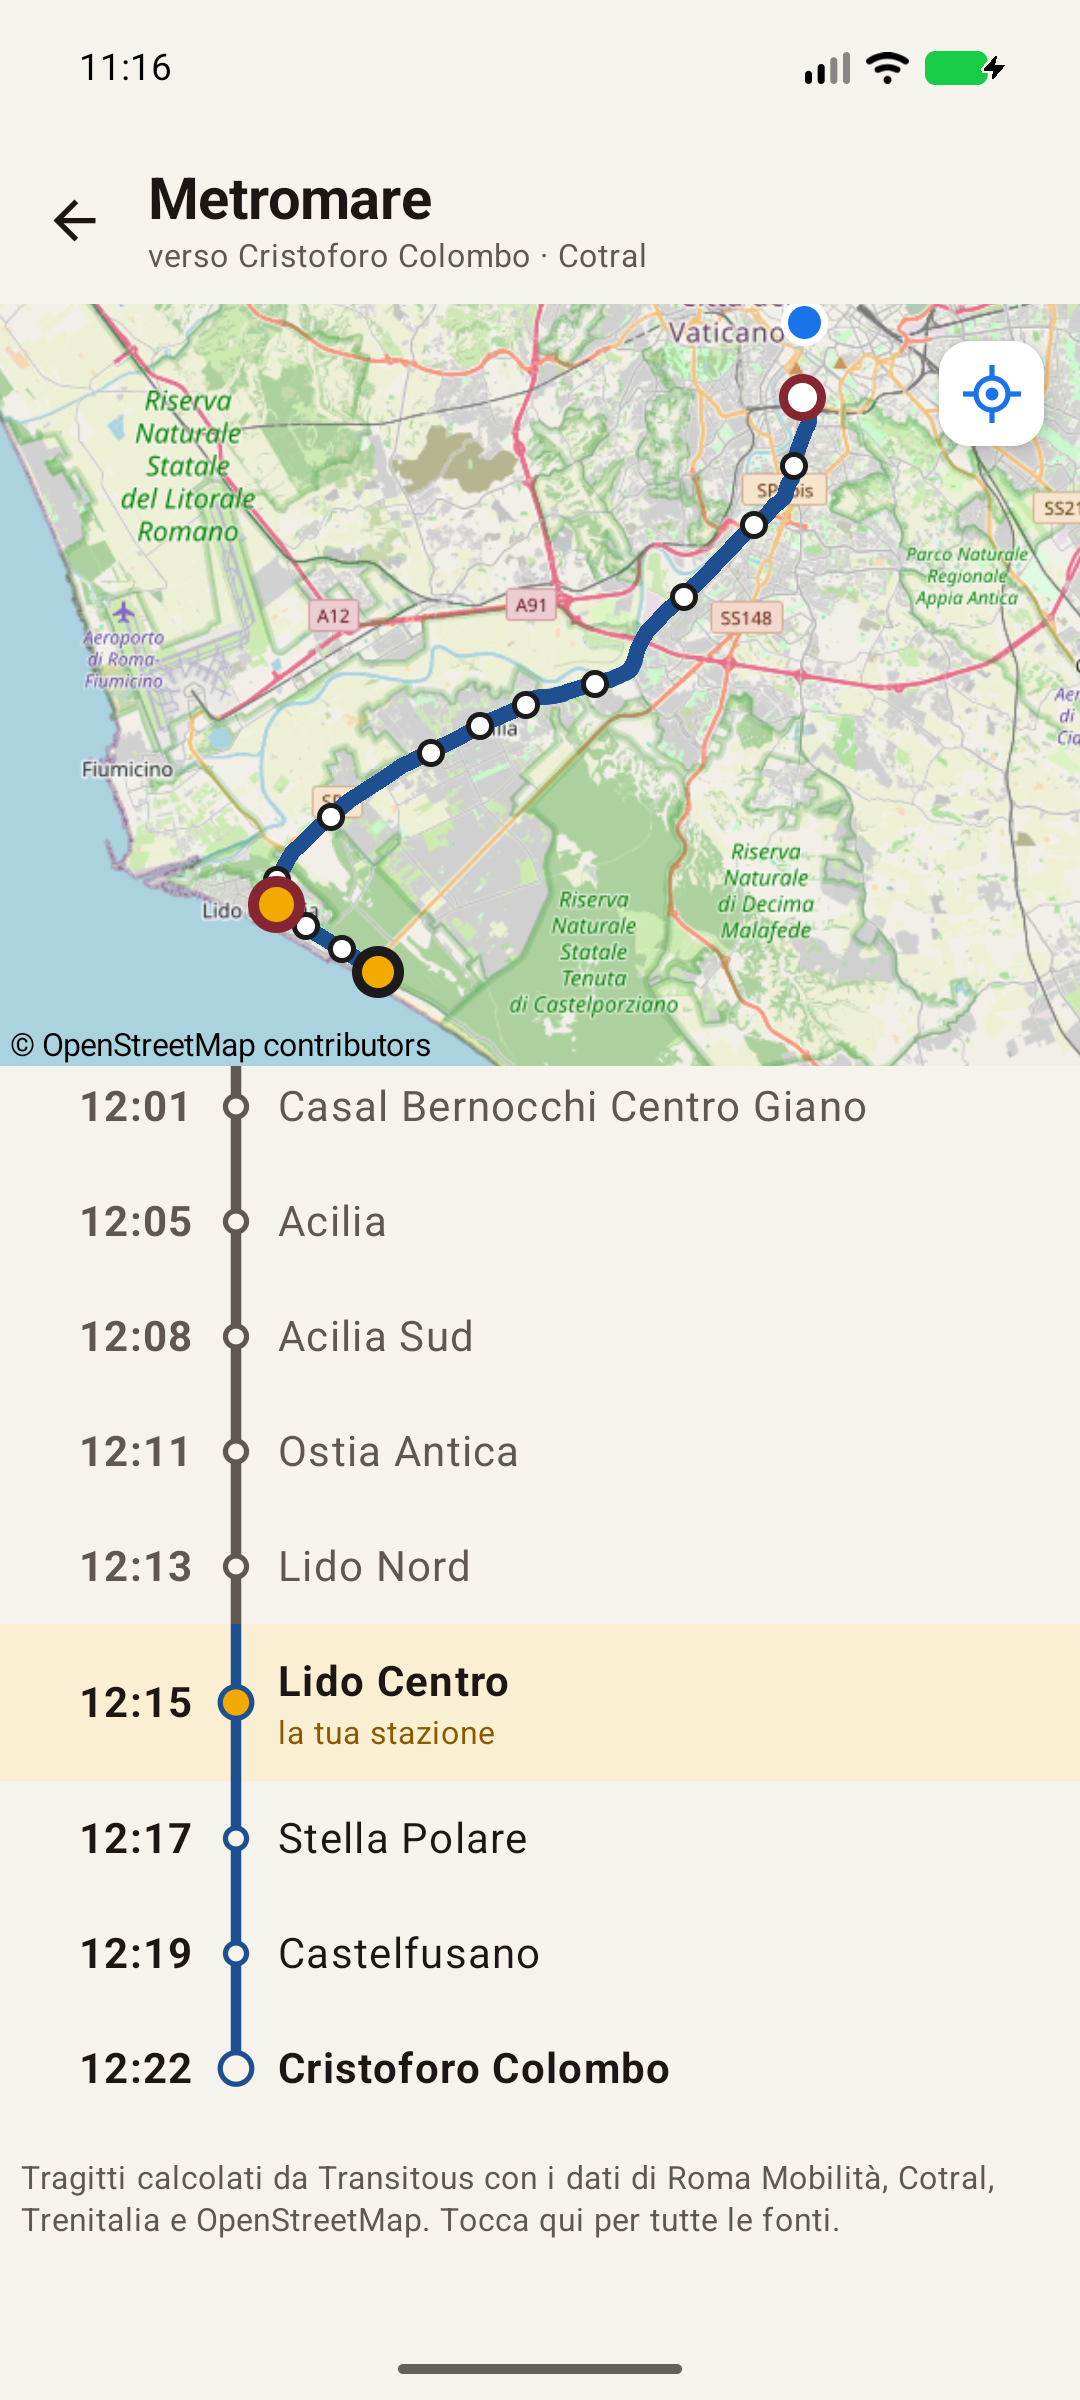 11:16
Metromare
verso Cristoforo Colombo · Cotral
Vaticano
Riserva
Naturale
Statale
del Litorale
Romano
SS21
Parco Naturale
Regionale
Appia Antica
A12
A91
SS148
Aeroporto
di Roma-
Fiumicino
Fiumicino
Lido
Riserva
Naturale
di Decima
Malafede
Riserva
Naturale
Statale
Tenuta
di Castelporziano
© OpenStreetMap contributors
12:01 Casal Bernocchi Centro Giano
12:05 Acilia
12:08 Acilia Sud
12:11 Ostia Antica
12:13 Lido Nord
12:15 Lido Centro
la tua stazione
12:17 Stella Polare
12:19 Castelfusano
12:22 Cristoforo Colombo
Tragitti calcolati da Transitous con i dati di Roma Mobilità, Cotral,
Trenitalia e OpenStreetMap. Tocca qui per tutte le fonti.